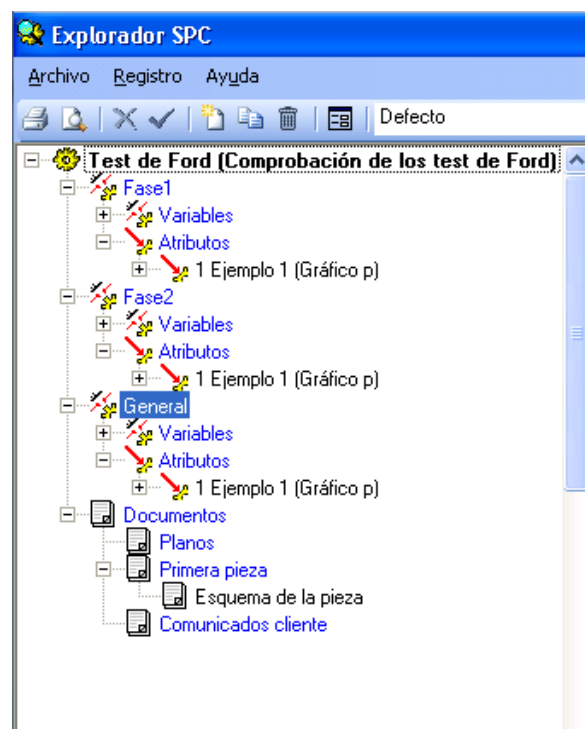 Explorador SPC
Archivo Registro Ayuda
Defecto
Test de Ford (Comprobación de los test de Ford)
Fase1
Variables
Atributos
1 Ejemplo 1 (Gráfico p)
Fase2
Variables
Atributos
1 Ejemplo 1 (Gráfico p)
General
Variables
Atributos
1 Ejemplo 1 (Gráfico p)
Documentos
Planos
Primera pieza
Esquema de la pieza
Comunicados cliente